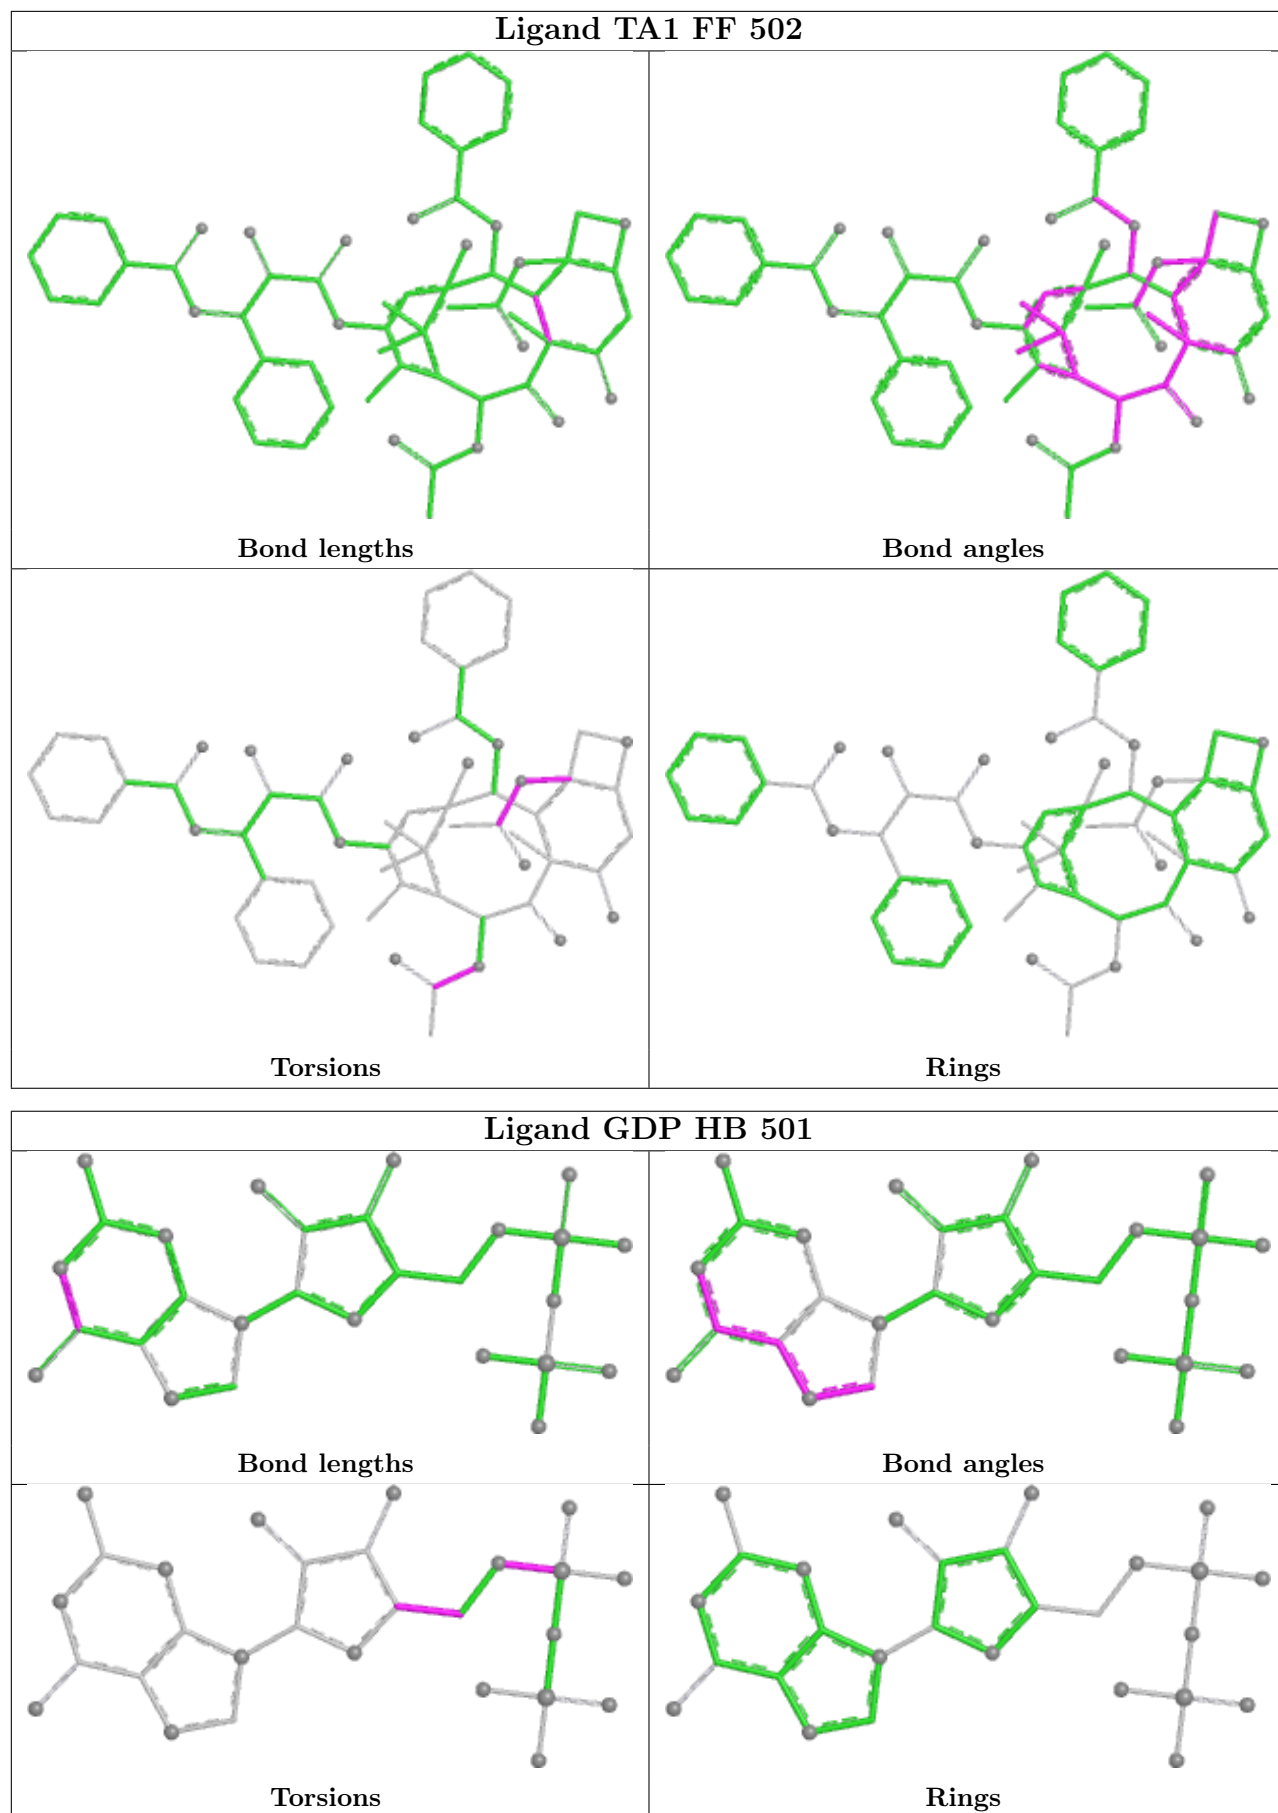 Ligand TA1 FF 502
Bond lengths
Bond angles
Torsions
Rings
Ligand GDP HB 501
Bond lengths
Bond angles
Torsions
Rings